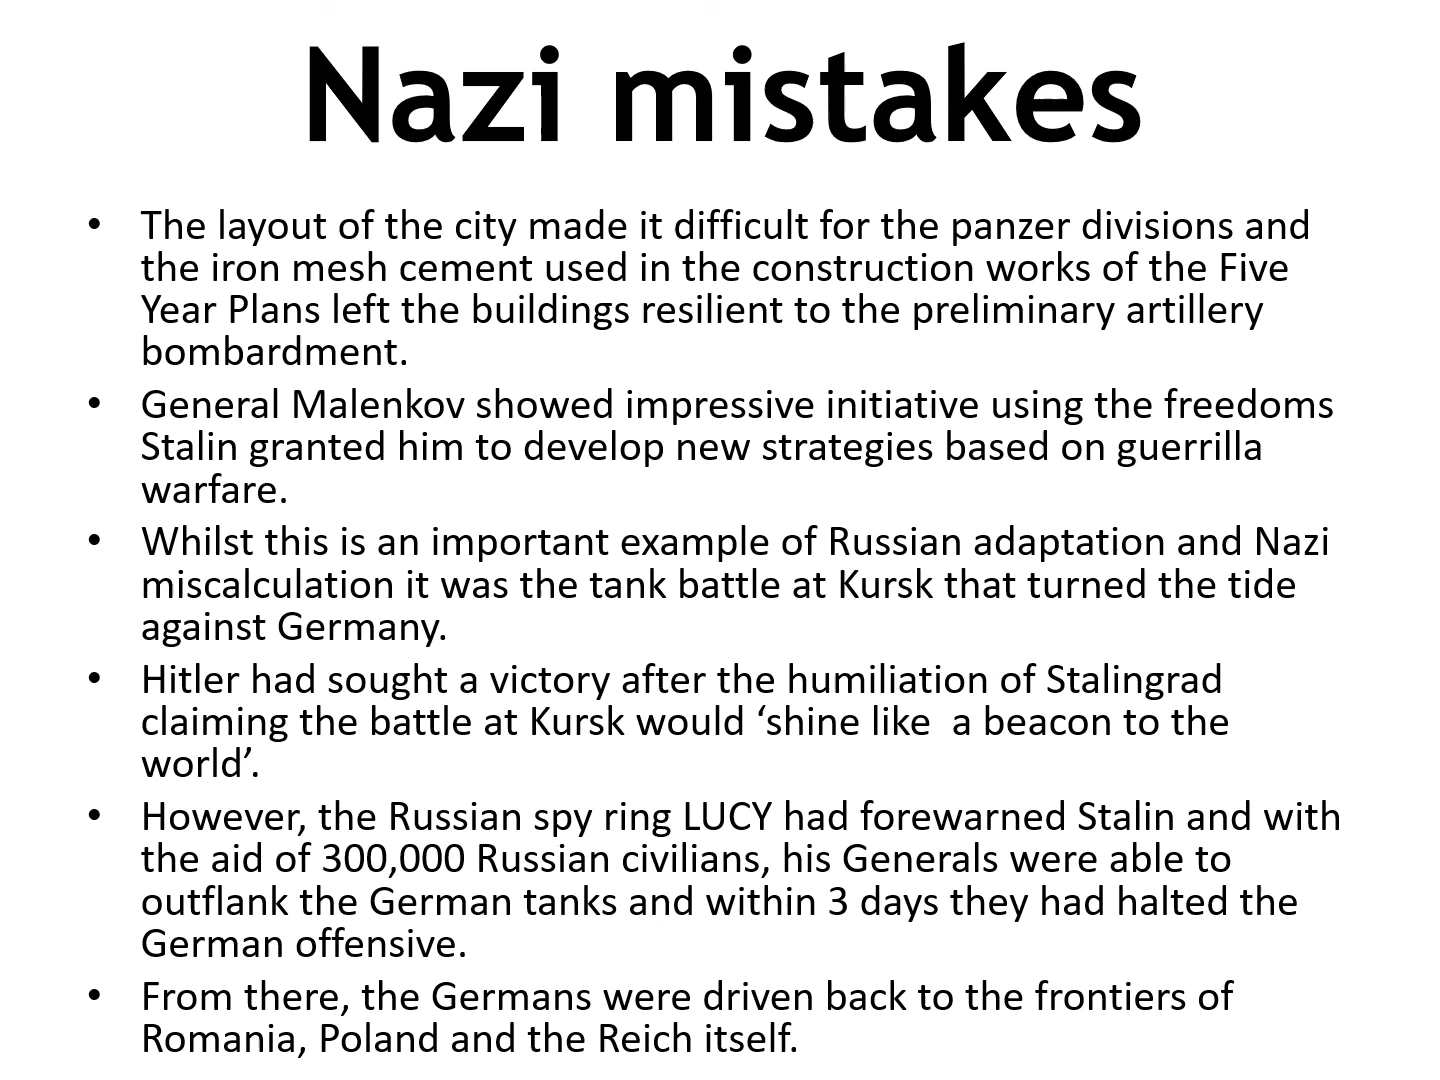 Nazi mistakes
• The layout of the city made it difficult for the panzer divisions and
the iron mesh cement used in the construction works of the Five
Year Plans left the buildings resilient to the preliminary artillery
bombardment.
• General Malenkov showed impressive initiative using the freedoms
Stalin granted him to develop new strategies based on guerrilla
warfare.
• Whilst this is an important example of Russian adaptation and Nazi
miscalculation it was the tank battle at Kursk that turned the tide
against Germany.
• Hitler had sought a victory after the humiliation of Stalingrad
claiming the battle at Kursk would ‘shine like  a beacon to the
world’.
• However, the Russian spy ring LUCY had forewarned Stalin and with
the aid of 300,000 Russian civilians, his Generals were able to
outflank the German tanks and within 3 days they had halted the
German offensive.
• From there, the Germans were driven back to the frontiers of
Romania, Poland and the Reich itself.